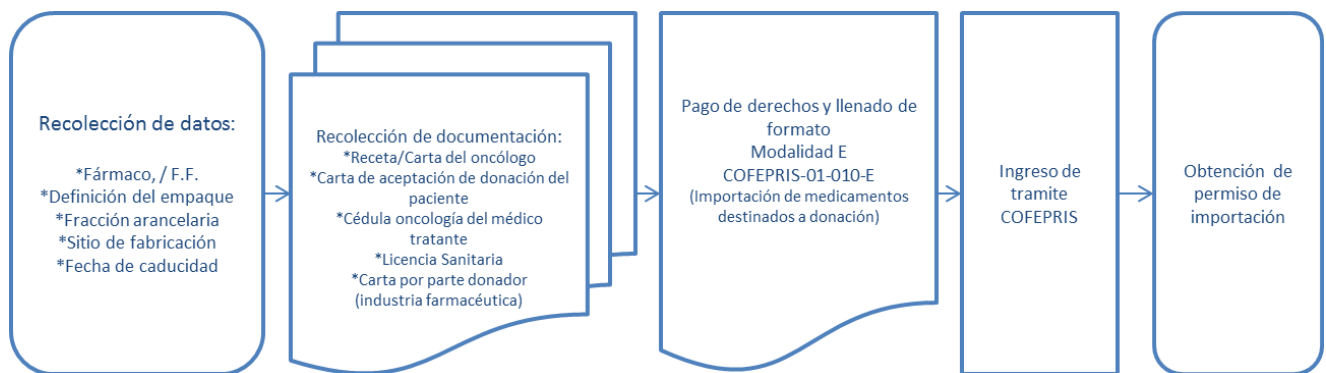 Recolección de datos:
*Fármaco, / F.F.
*Definición del empaque
*Fracción arancelaria
*Sitio de fabricación
*Fecha de caducidad
Recolección de documentación:
*Receta/Carta del oncólogo
*Carta de aceptación de donación del
paciente
*Cédula oncología del médico
tratante
*Licencia Sanitaria
*Carta por parte donador
(industria farmacéutica)
Pago de derechos y llenado de
formato
Modalidad E
COFEPRIS-01-010-E
(Importación de medicamentos
destinados a donación)
Ingreso de
tramite
COFEPRIS
Obtención de
permiso de
importación